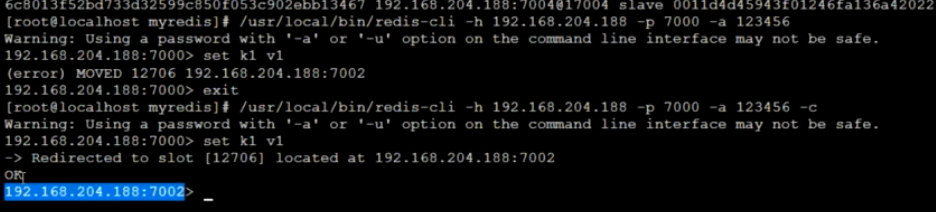 6c8013f52bd733d32599c850f053c902ebb13467 192.168.204.188:7004@17004 slave 0011d4d45943f01246fa136a42022
[root@localhost myredis]# /usr/local/bin/redis-cli -h 192.168.204.188 -p 7000 -a 123456
Warning: Using a password with '-a' or '-u' option on the command line interface may not be safe.
192.168.204.188:7000> set k1 v1
(error) MOVED 12706 192.168.204.188:7002
192.168.204.188:7000> exit
[root@localhost myredis]# /usr/local/bin/redis-cli -h 192.168.204.188 -p 7000 -a 123456 -c
Warning: Using a password with '-a' or '-u' option on the command line interface may not be safe.
192.168.204.188:7000> set k1 v1
-> Redirected to slot [12706] located at 192.168.204.188:7002
OK
192.168.204.188:7002>